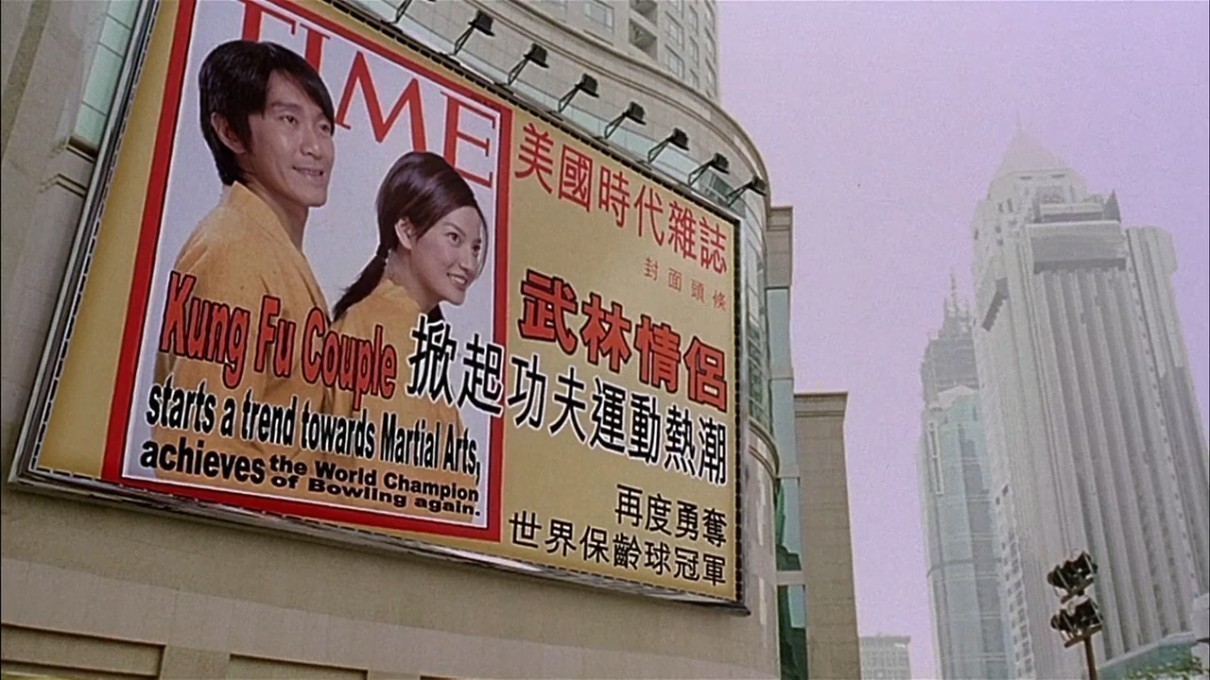 TIME
Kung Fu Couple
starts a trend towards Martial Arts,
achieves the World Champion
of Bowling again.
美國時代雜誌
封面頭條
武林情侶
掀起功夫運動熱潮
再度勇奪
世界保齡球冠軍